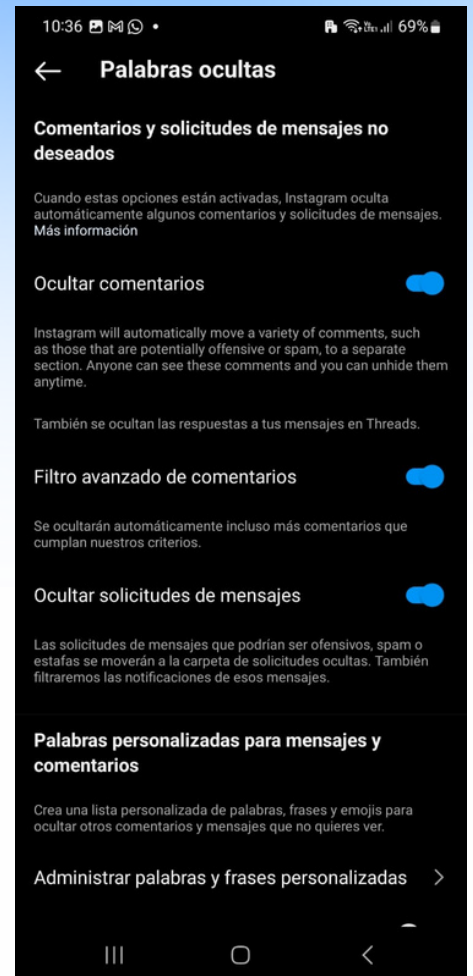 10:36
69%
Palabras ocultas
Comentarios y solicitudes de mensajes no
deseados
Cuando estas opciones están activadas, Instagram oculta
automáticamente algunos comentarios y solicitudes de mensajes.
Más información
Ocultar comentarios
Instagram will automatically move a variety of comments, such
as those that are potentially offensive or spam, to a separate
section. Anyone can see these comments and you can unhide them
anytime.
También se ocultan las respuestas a tus mensajes en Threads.
Filtro avanzado de comentarios
Se ocultarán automáticamente incluso más comentarios que
cumplan nuestros criterios.
Ocultar solicitudes de mensajes
Las solicitudes de mensajes que podrían ser ofensivos, spam o
estafas se moverán a la carpeta de solicitudes ocultas. También
filtraremos las notificaciones de esos mensajes.
Palabras personalizadas para mensajes y
comentarios
Crea una lista personalizada de palabras, frases y emojis para
ocultar otros comentarios y mensajes que no quieres ver.
Administrar palabras y frases personalizadas